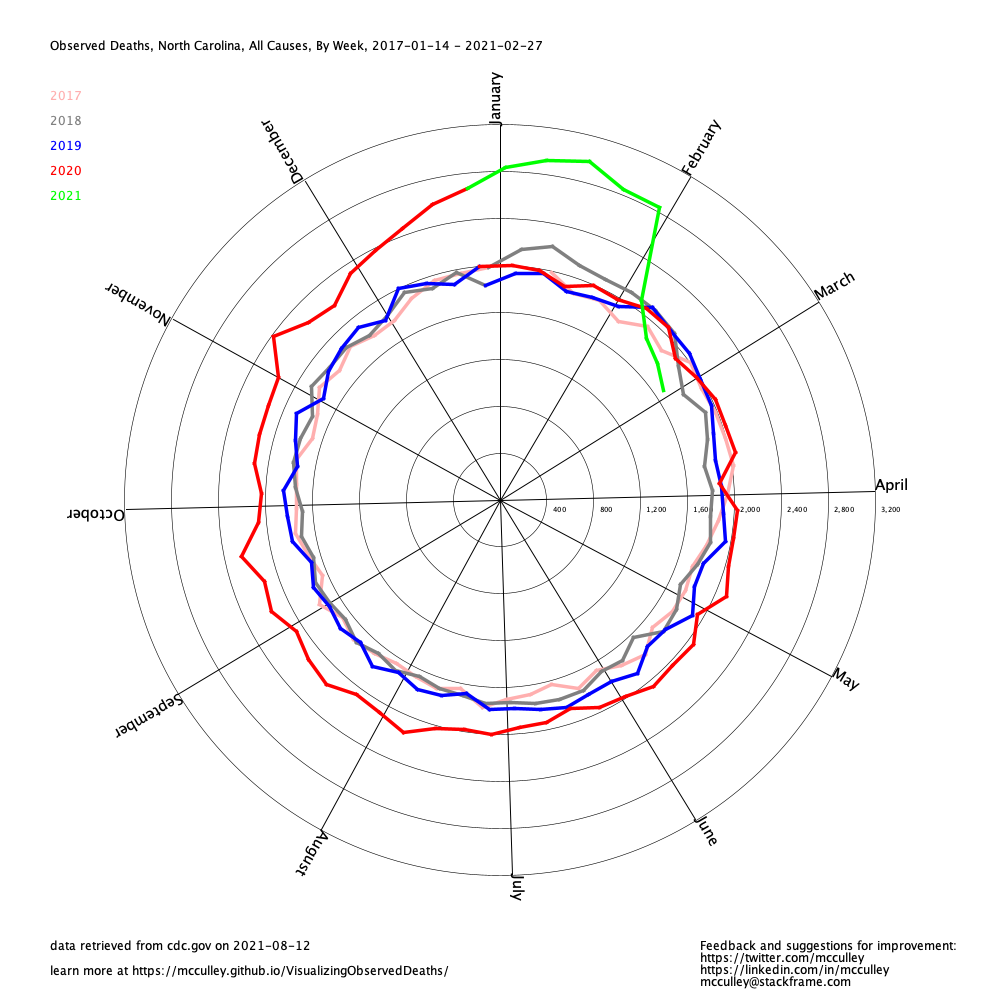 Observed Deaths, North Carolina, All Causes, By Week, 2017-01-14 - 2021-02-27
2017
2018
2019
2020
2021
January
February
March
April
May
June
July
August
September
October
November
December
400
800
1,200
1,600
2,000
2,400
2,800
3,200
data retrieved from cdc.gov on 2021-08-12
learn more at https://mcculley.github.io/VisualizingObservedDeaths/
Feedback and suggestions for improvement:
https://twitter.com/mcculley
https://linkedin.com/in/mcculley
mcculley@stackframe.com